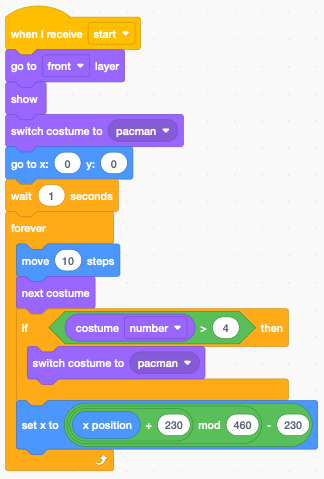 when I receive start
go to front layer
show
switch costume to pacman
go to x: 0 y: 0
wait 1 seconds
forever
move 10 steps
next costume
if costume number > 4 then
switch costume to pacman
set x to x position + 230 mod 460 - 230